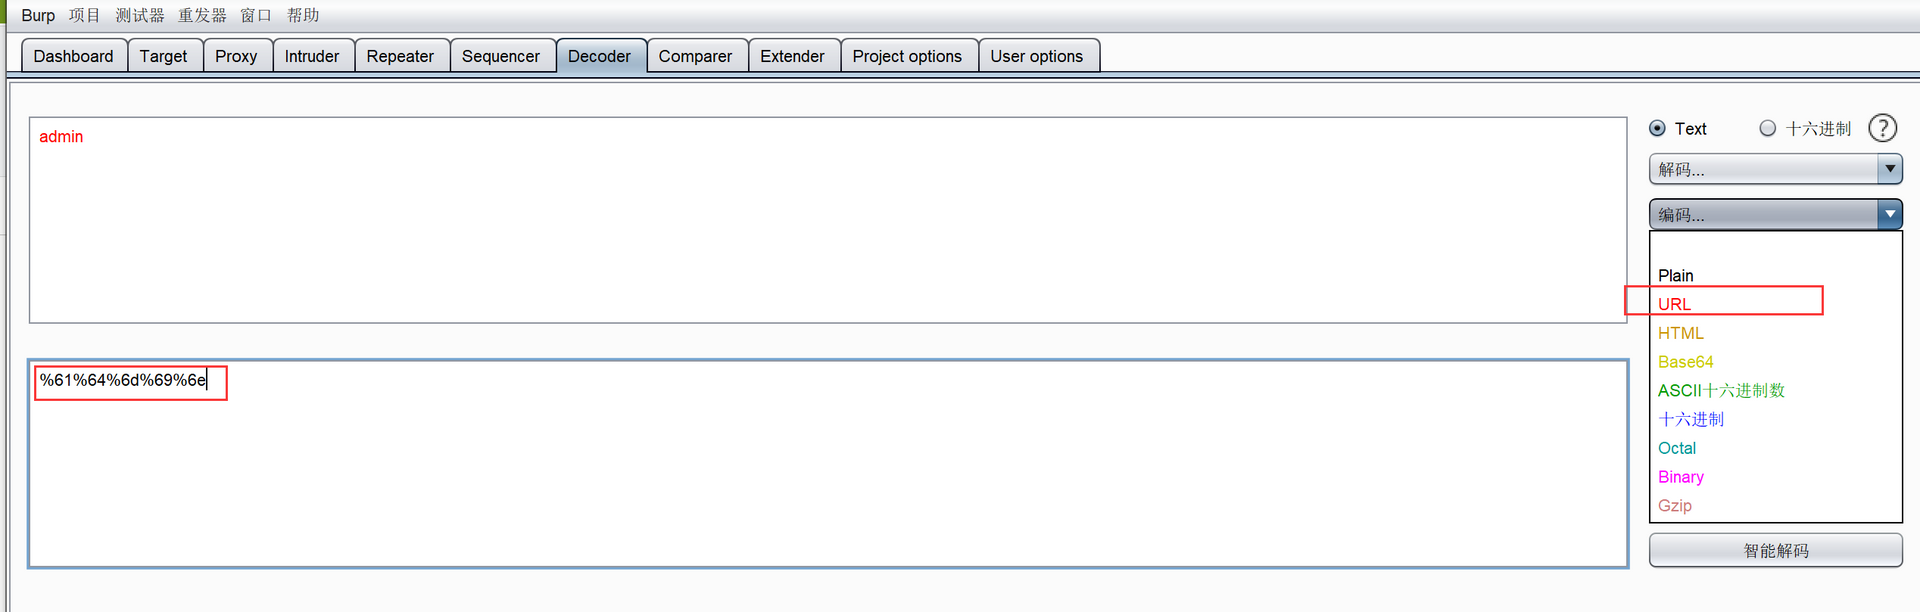 Burp 项目 测试器 重发器 窗口 帮助
Dashboard Target Proxy Intruder Repeater Sequencer Decoder Comparer Extender Project options User options
admin
Text 十六进制 ?
解码...
编码...
Plain
URL
HTML
Base64
ASCII十六进制数
十六进制
Octal
Binary
Gzip
%61%64%6d%69%6e
智能解码